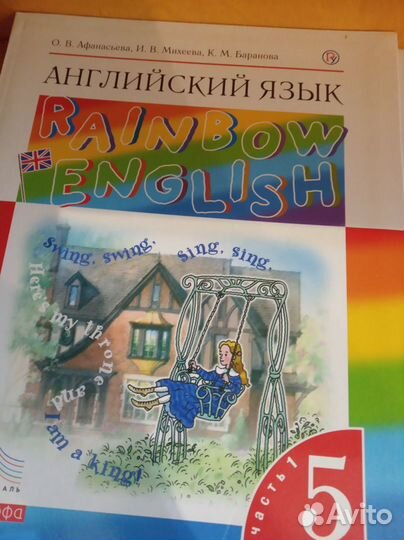 О. В. Афанасьева, И. В. Михеева, К. М. Баранова
АНГЛИЙСКИЙ ЯЗЫК
RAINBOW
ENGLISH
swing, swing,
sing, sing,
Here's my throne
and
I am a king!
часть 1
5
Avito